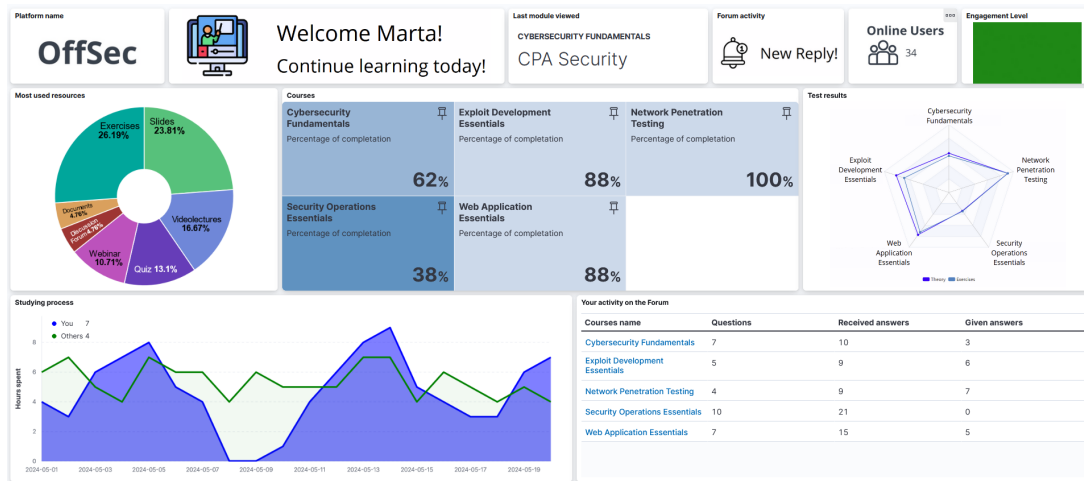 Platform name
OffSec
Welcome Marta!
Continue learning today!
Last module viewed
CYBERSECURITY FUNDAMENTALS
CPA Security
Forum activity
New Reply!
Online Users
34
Engagement Level
Most used resources
Exercises
26.19%
Slides
23.81%
Videolectures
16.67%
Quiz 13.1%
Webinar
10.71%
Discussion
Forum 4.76%
Documents
4.76%
Courses
Cybersecurity
Fundamentals
Percentage of completion
62%
Exploit Development
Essentials
Percentage of completion
88%
Network Penetration
Testing
Percentage of completion
100%
Security Operations
Essentials
Percentage of completion
38%
Web Application
Essentials
Percentage of completion
88%
Test results
Cybersecurity
Fundamentals
Network
Penetration
Testing
Security
Operations
Essentials
Web
Application
Essentials
Exploit
Development
Essentials
Theory Exercises
Studying process
You 7
Others 4
Hours spent
8
6
4
2
0
2024-05-01 2024-05-03 2024-05-05 2024-05-07 2024-05-09 2024-05-11 2024-05-13 2024-05-15 2024-05-17 2024-05-19
Your activity on the Forum
Courses name Questions Received answers Given answers
Cybersecurity Fundamentals 7 10 3
Exploit Development
Essentials 5 9 6
Network Penetration Testing 4 9 7
Security Operations Essentials 10 21 0
Web Application Essentials 7 15 5